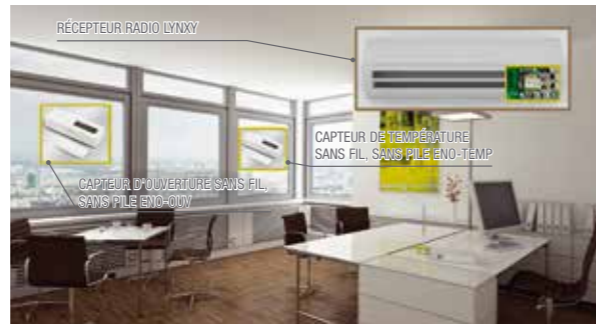 RÉCEPTEUR RADIO LYNXY
CAPTEUR DE TEMPÉRATURE
SANS FIL, SANS PILE ENO-TEMP
CAPTEUR D'OUVERTURE SANS FIL,
SANS PILE ENO-OUV